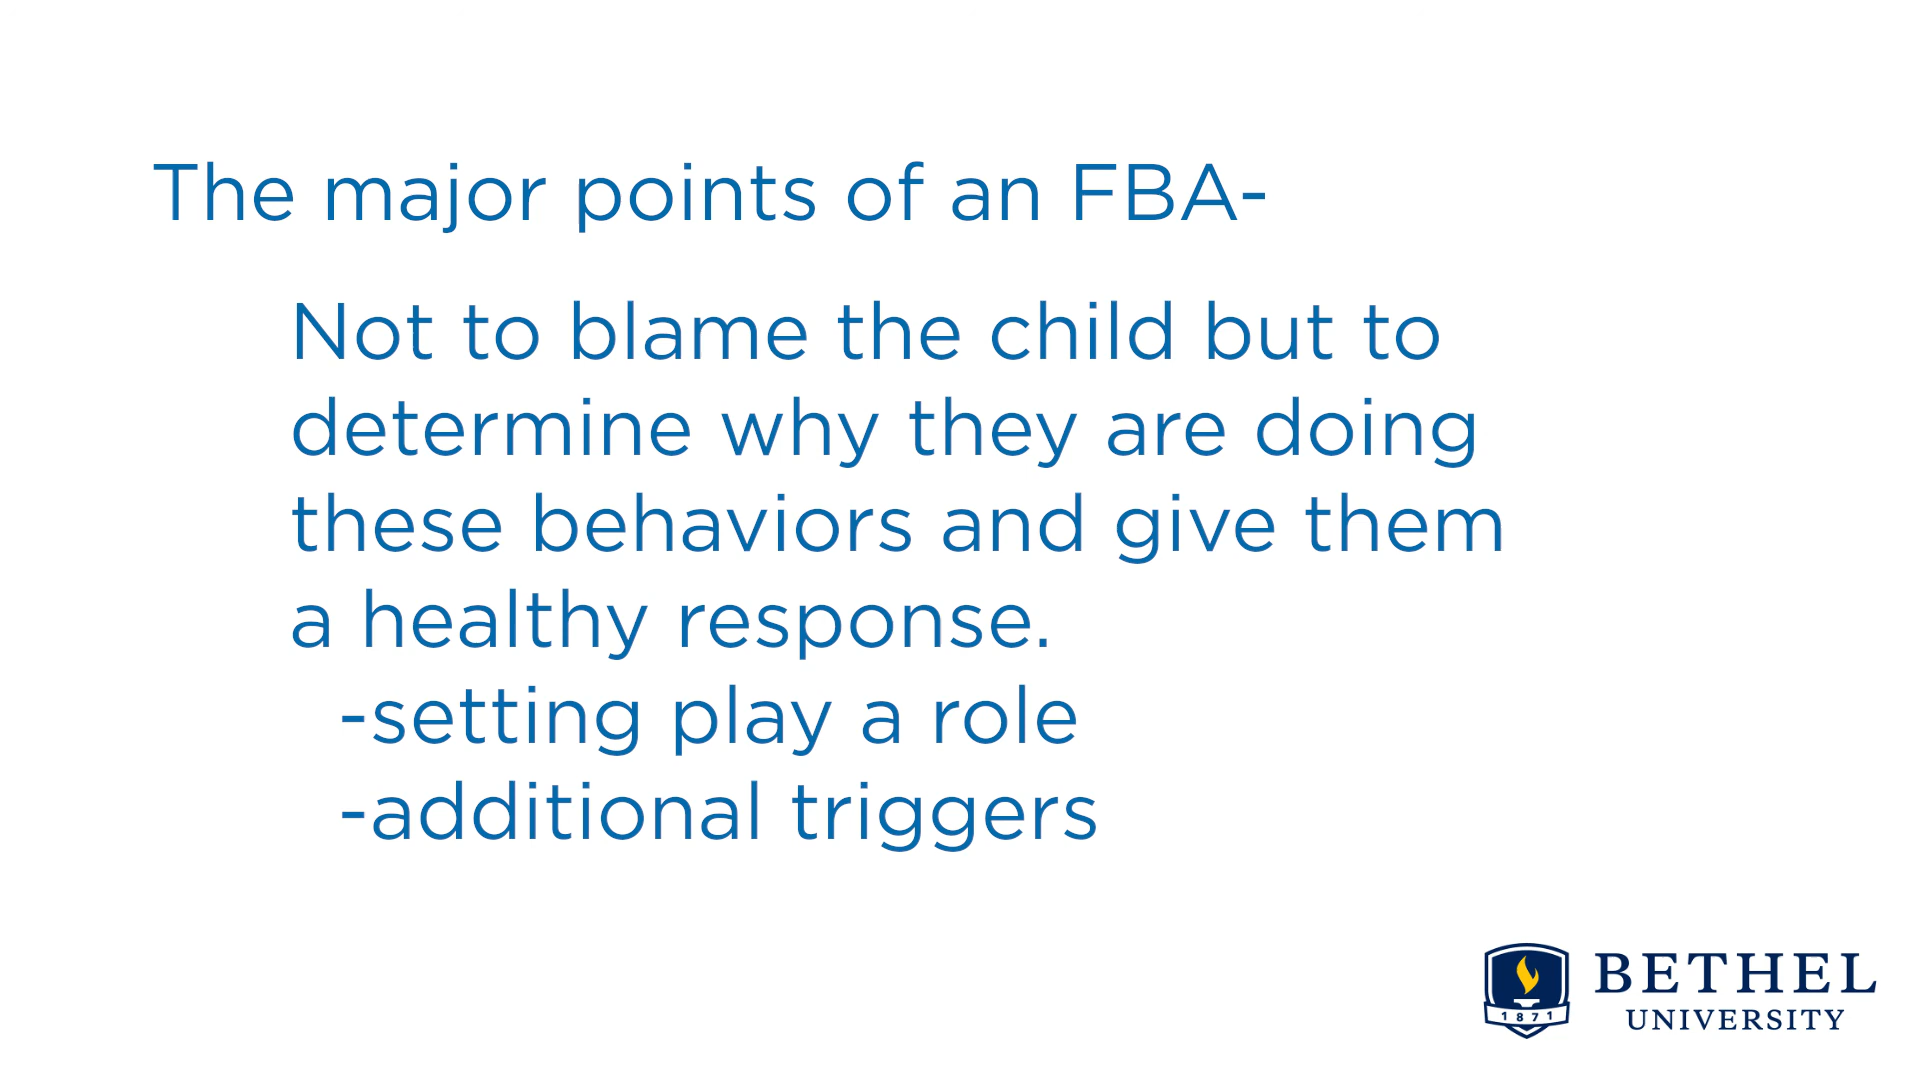 The major points of an FBA-
Not to blame the child but to
determine why they are doing
these behaviors and give them
a healthy response.
-setting play a role
-additional triggers
1871
BETHEL
UNIVERSITY